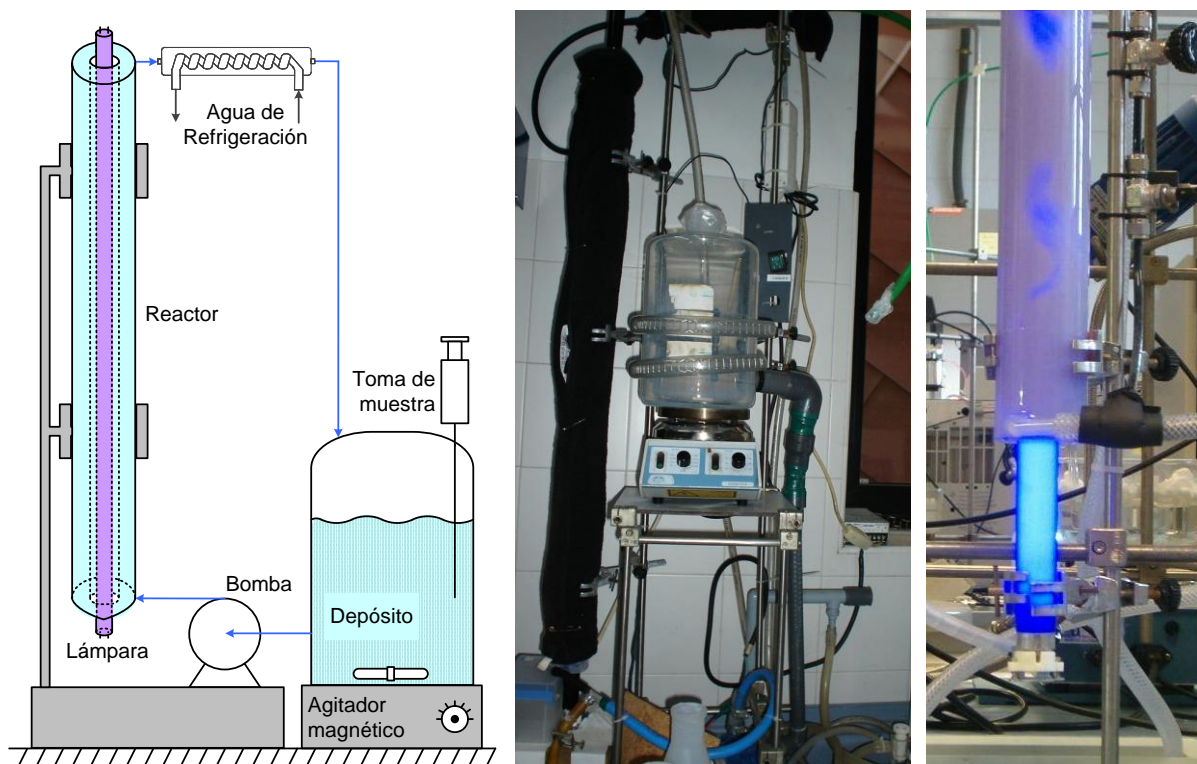 Agua de
Refrigeración
Reactor
Toma de
muestra
Bomba
Depósito
Lámpara
Agitador
magnético